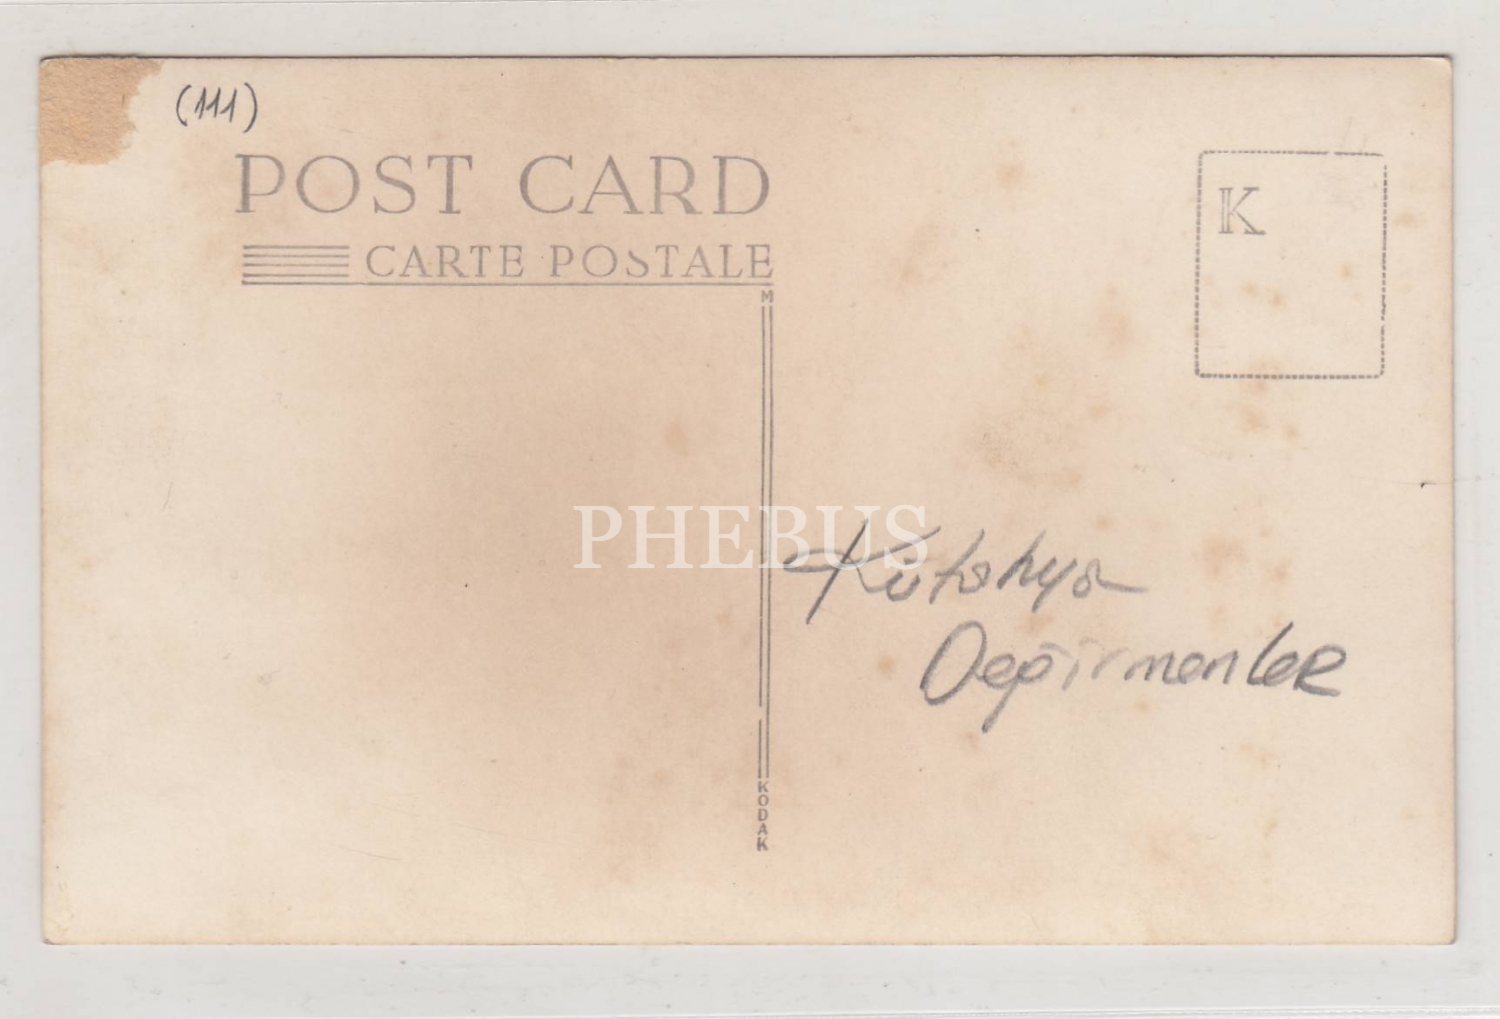 (111)
POST CARD
CARTE POSTALE
M
K
PHEBUS
Kütahya
Değirmenler
KODAK